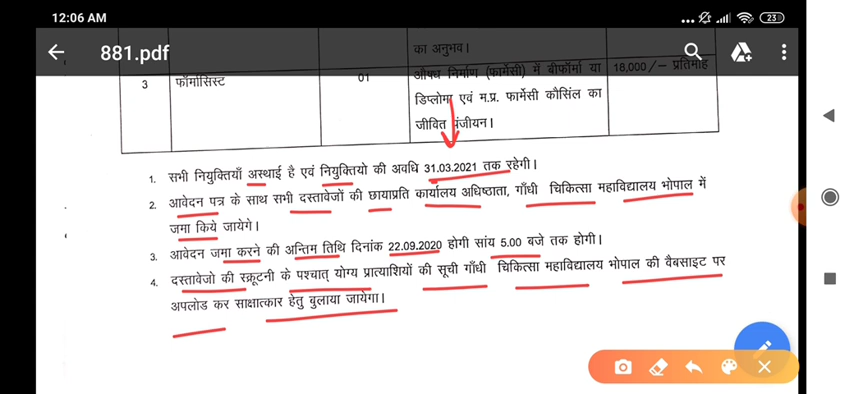 12:06 AM
23
881.pdf
का अनुभव।
3 फॉर्मासिस्ट 01 औषध निर्माण (फार्मेसी) में बीफॉर्मा या 18,000/– प्रतिमाह
डिप्लोमा एवं म.प्र. फार्मेसी कौसिंल का
जीवित पंजीयन।
1. सभी नियुक्तियाँ अस्थाई है एवं नियुक्तियो की अवधि 31.03.2021 तक रहेगी।
2. आवेदन पत्र के साथ सभी दस्तावेजों की छायाप्रति कार्यालय अधिष्ठाता, गाँधी चिकित्सा महाविद्यालय भोपाल में
जमा किये जायेगे।
3. आवेदन जमा करने की अन्तिम तिथि दिनांक 22.09.2020 होगी सांय 5.00 बजे तक होगी।
4. दस्तावेजो की स्क्रूटनी के पश्चात् योग्य प्रत्याशियों की सूची गाँधी चिकित्सा महाविद्यालय भोपाल की वैबसाइट पर
अपलोड कर साक्षात्कार हेतु बुलाया जायेगा।